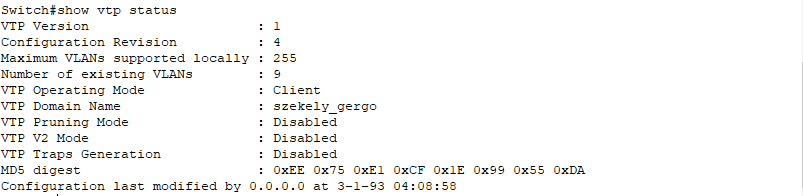 Switch#show vtp status
VTP Version                     : 1
Configuration Revision          : 4
Maximum VLANs supported locally : 255
Number of existing VLANs        : 9
VTP Operating Mode              : Client
VTP Domain Name                 : szekely_gergo
VTP Pruning Mode                : Disabled
VTP V2 Mode                     : Disabled
VTP Traps Generation            : Disabled
MD5 digest                      : 0xEE 0x75 0xE1 0xCF 0x1E 0x99 0x55 0xDA
Configuration last modified by 0.0.0.0 at 3-1-93 04:08:58